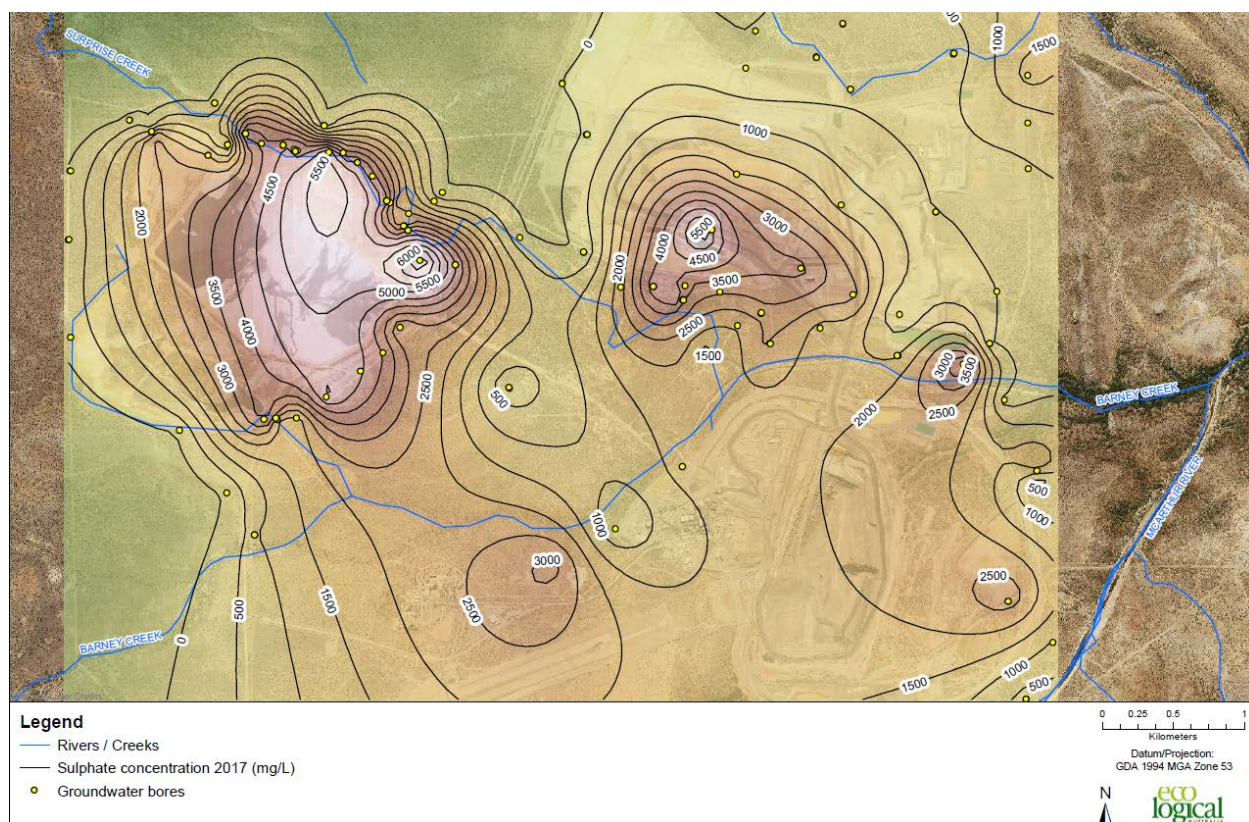 0
1000
1500
SURPRISE CREEK
1000
5500
4500
2000
3000
5500
4000
4500
6000
5500
5000
2000
3500
3500
4000
2500
1500
3000
3000
3500
2500
500
2000
2500
BARNEY CREEK
500
1000
1000
MCARTHUR RIVER
3000
2500
2500
1500
500
0
BARNEY CREEK
1000
1500
500
Legend
Rivers / Creeks
Sulphate concentration 2017 (mg/L)
Groundwater bores
0 0.25 0.5 1
Kilometers
Datum/Projection:
GDA 1994 MGA Zone 53
N
eco
logical
AUSTRALIA